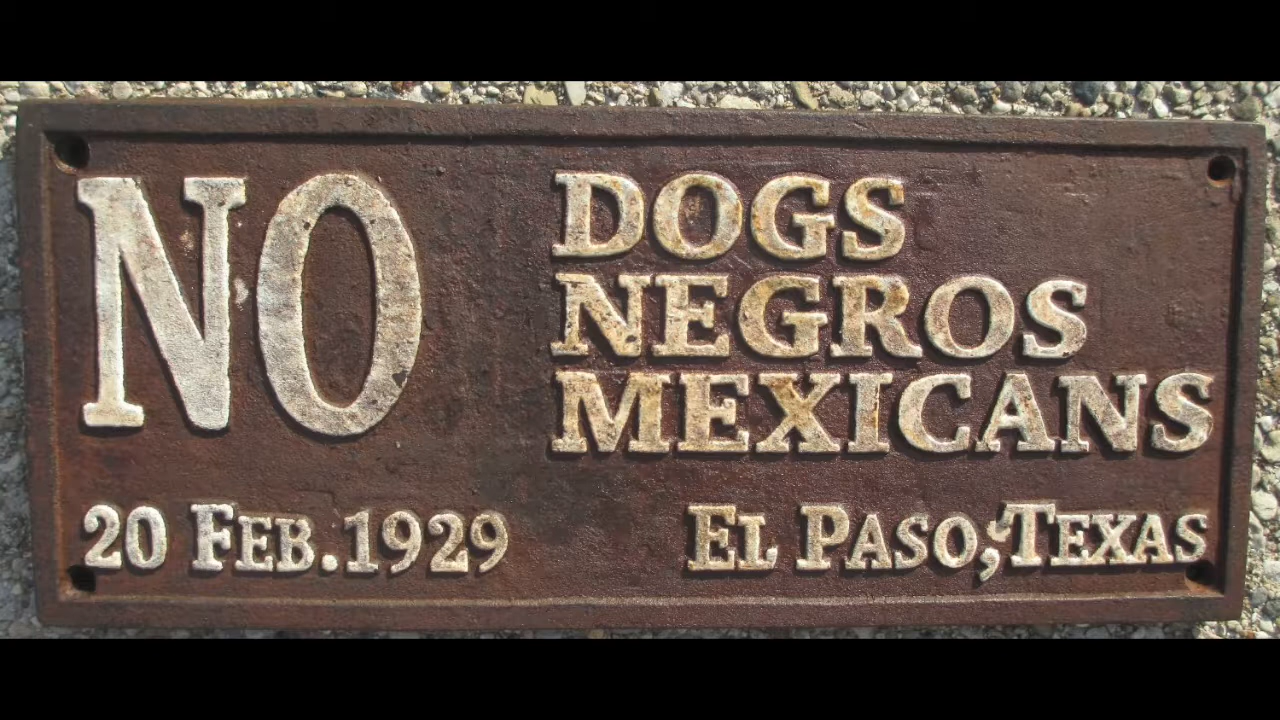 NO
DOGS
NEGROS
MEXICANS
20 FEB.1929
EL PASO, TEXAS